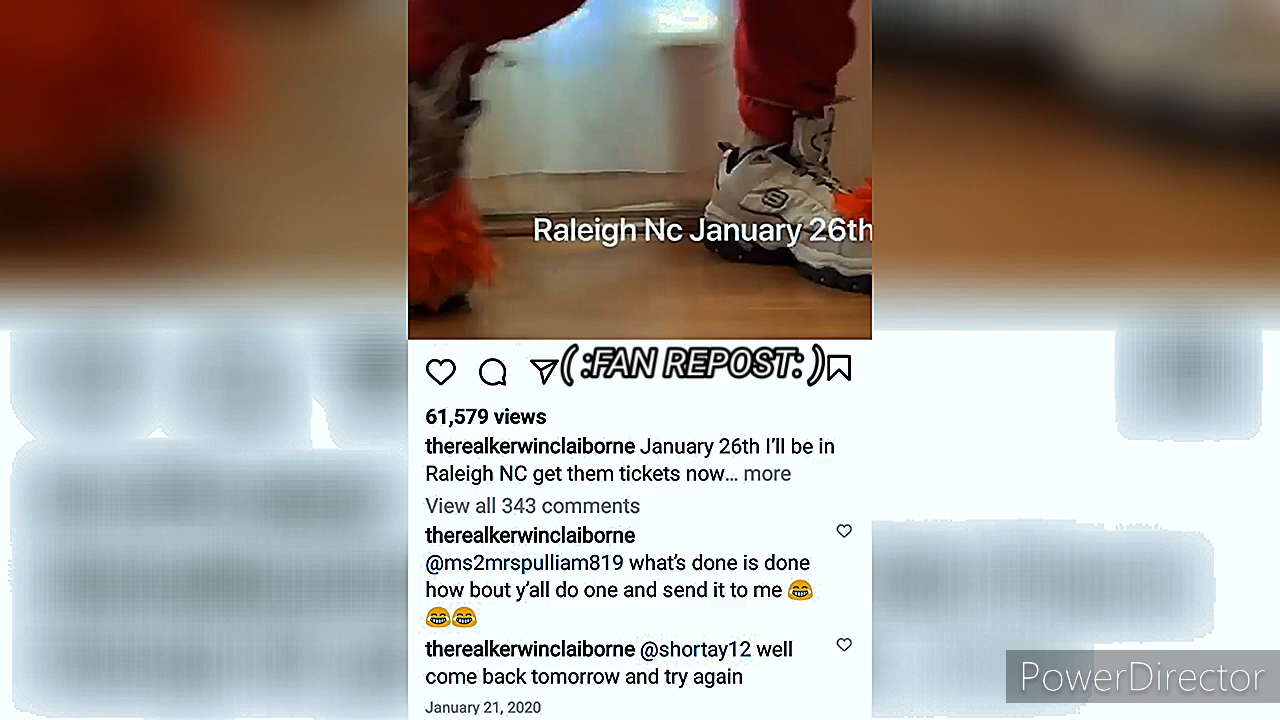 Raleigh Nc January 26th
( :FAN REPOST: )
61,579 views
therealkerwinclaiborne January 26th I'll be in
Raleigh NC get them tickets now... more
View all 343 comments
therealkerwinclaiborne
@ms2mrspulliam819 what's done is done
how bout y'all do one and send it to me 😂
😂😂
therealkerwinclaiborne @shortay12 well
come back tomorrow and try again
January 21, 2020
PowerDirector